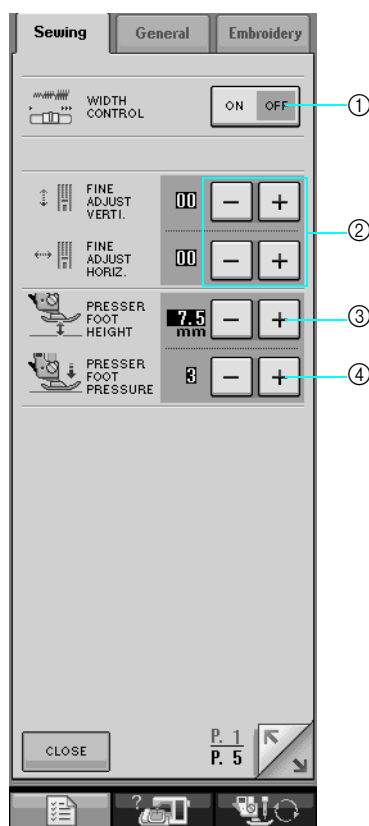 Sewing General Embroidery
WIDTH
CONTROL
ON OFF
①
FINE
ADJUST
VERTI.
00 − +
②
FINE
ADJUST
HORIZ.
00 − +
PRESSER
FOOT
HEIGHT
7.5
mm
− +
③
PRESSER
FOOT
PRESSURE
3 − +
④
CLOSE
P. 1
P. 5
?